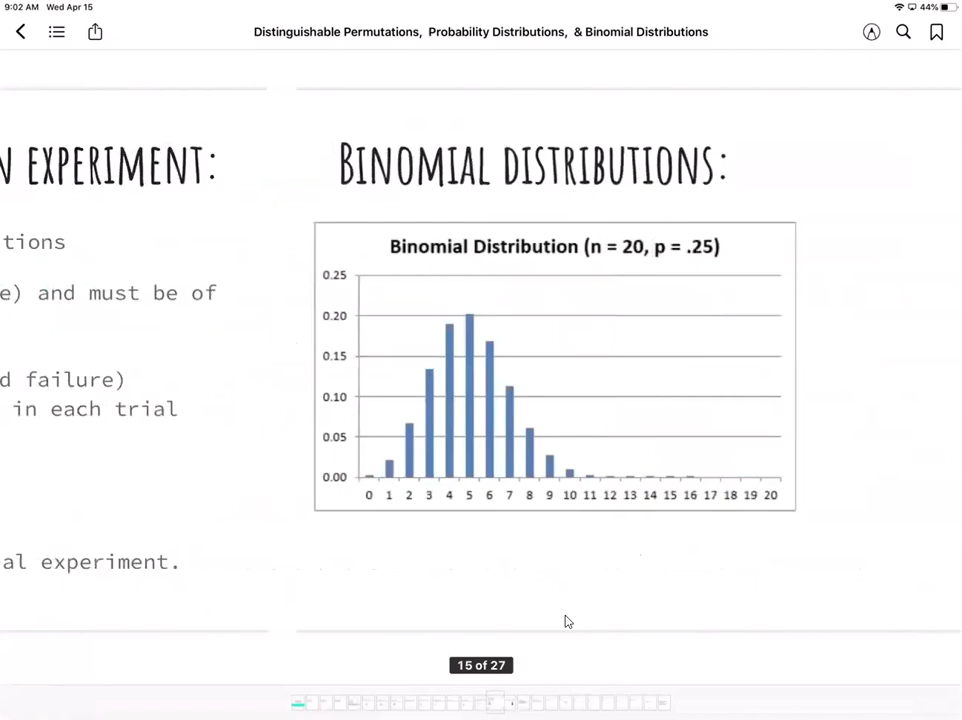 9:02 AM Wed Apr 15
44%
Distinguishable Permutations, Probability Distributions, & Binomial Distributions
N EXPERIMENT:
tions
e) and must be of
d failure)
in each trial
al experiment.
BINOMIAL DISTRIBUTIONS:
Binomial Distribution (n = 20, p = .25)
0.25
0.20
0.15
0.10
0.05
0.00
0 1 2 3 4 5 6 7 8 9 10 11 12 13 14 15 16 17 18 19 20
15 of 27